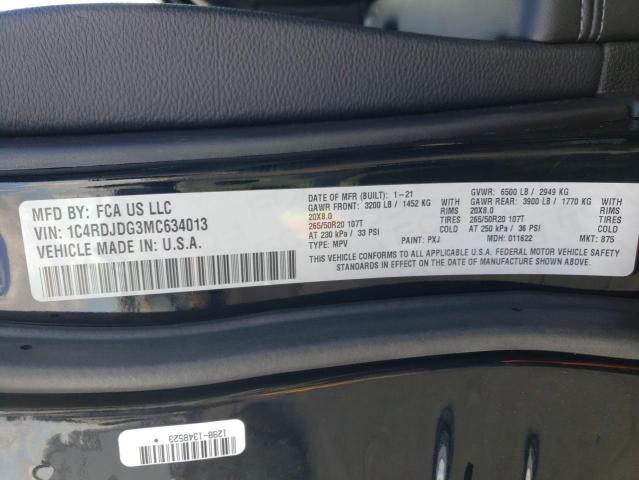 MFD BY: FCA US LLC
VIN: 1C4RDJDG3MC634013
VEHICLE MADE IN: U.S.A.
DATE OF MFR (BUILT): 1-21 GVWR: 6500 LB / 2949 KG
GAWR FRONT: 3200 LB / 1452 KG GAWR REAR: 3900 LB / 1770 KG
20X8.0 RIMS 20X8.0 RIMS
265/50R20 107T TIRES 265/50R20 107T TIRES
AT 230 kPa / 33 PSI COLD AT 250 kPa / 36 PSI COLD
TYPE: MPV PAINT: PXJ MDH: 011622 MKT: 875
THIS VEHICLE CONFORMS TO ALL APPLICABLE U.S.A. FEDERAL MOTOR VEHICLE SAFETY
STANDARDS IN EFFECT ON THE DATE OF MANUFACTURE SHOWN ABOVE.
1298-1348523